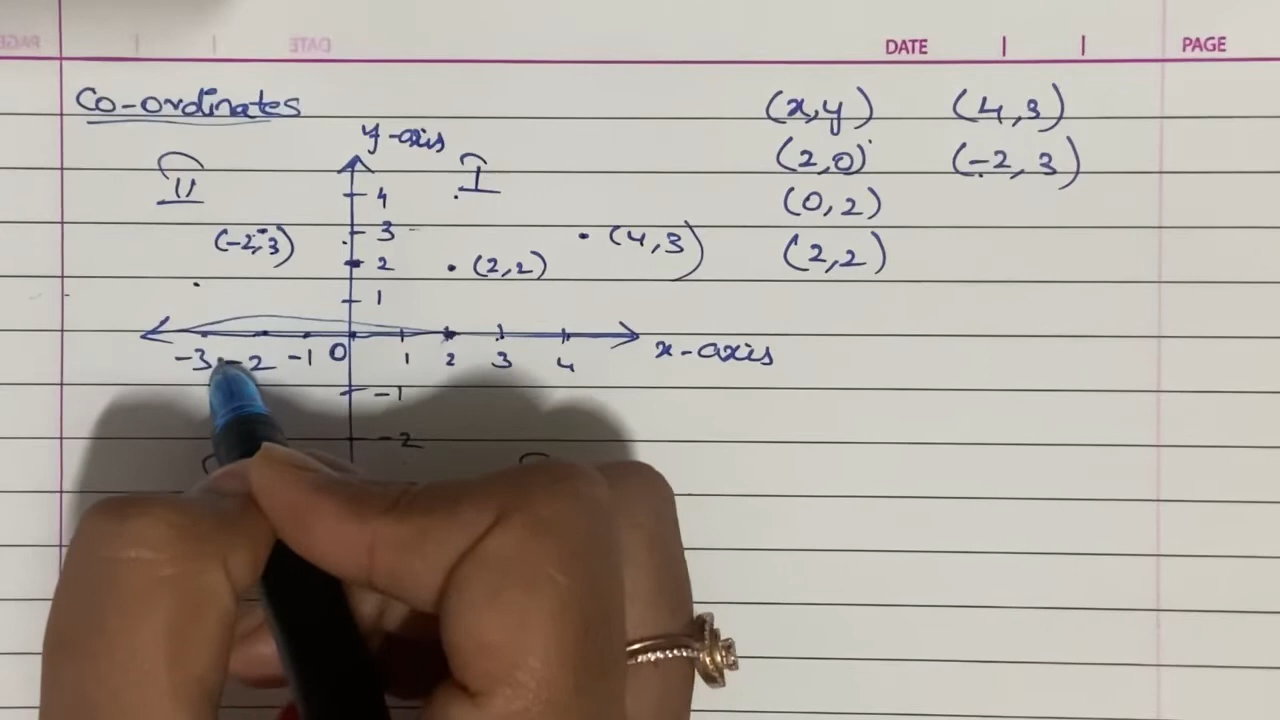 DATE DATE PAGE
Co-ordinates (x,y) (4,3)
y-axis
II I (2,0) (-2,3)
4 (0,2)
(-2,3) 3 (4,3)
2 (2,2) (2,2)
1
-3 -2 -1 0 1 2 3 4 x-axis
-1
-2